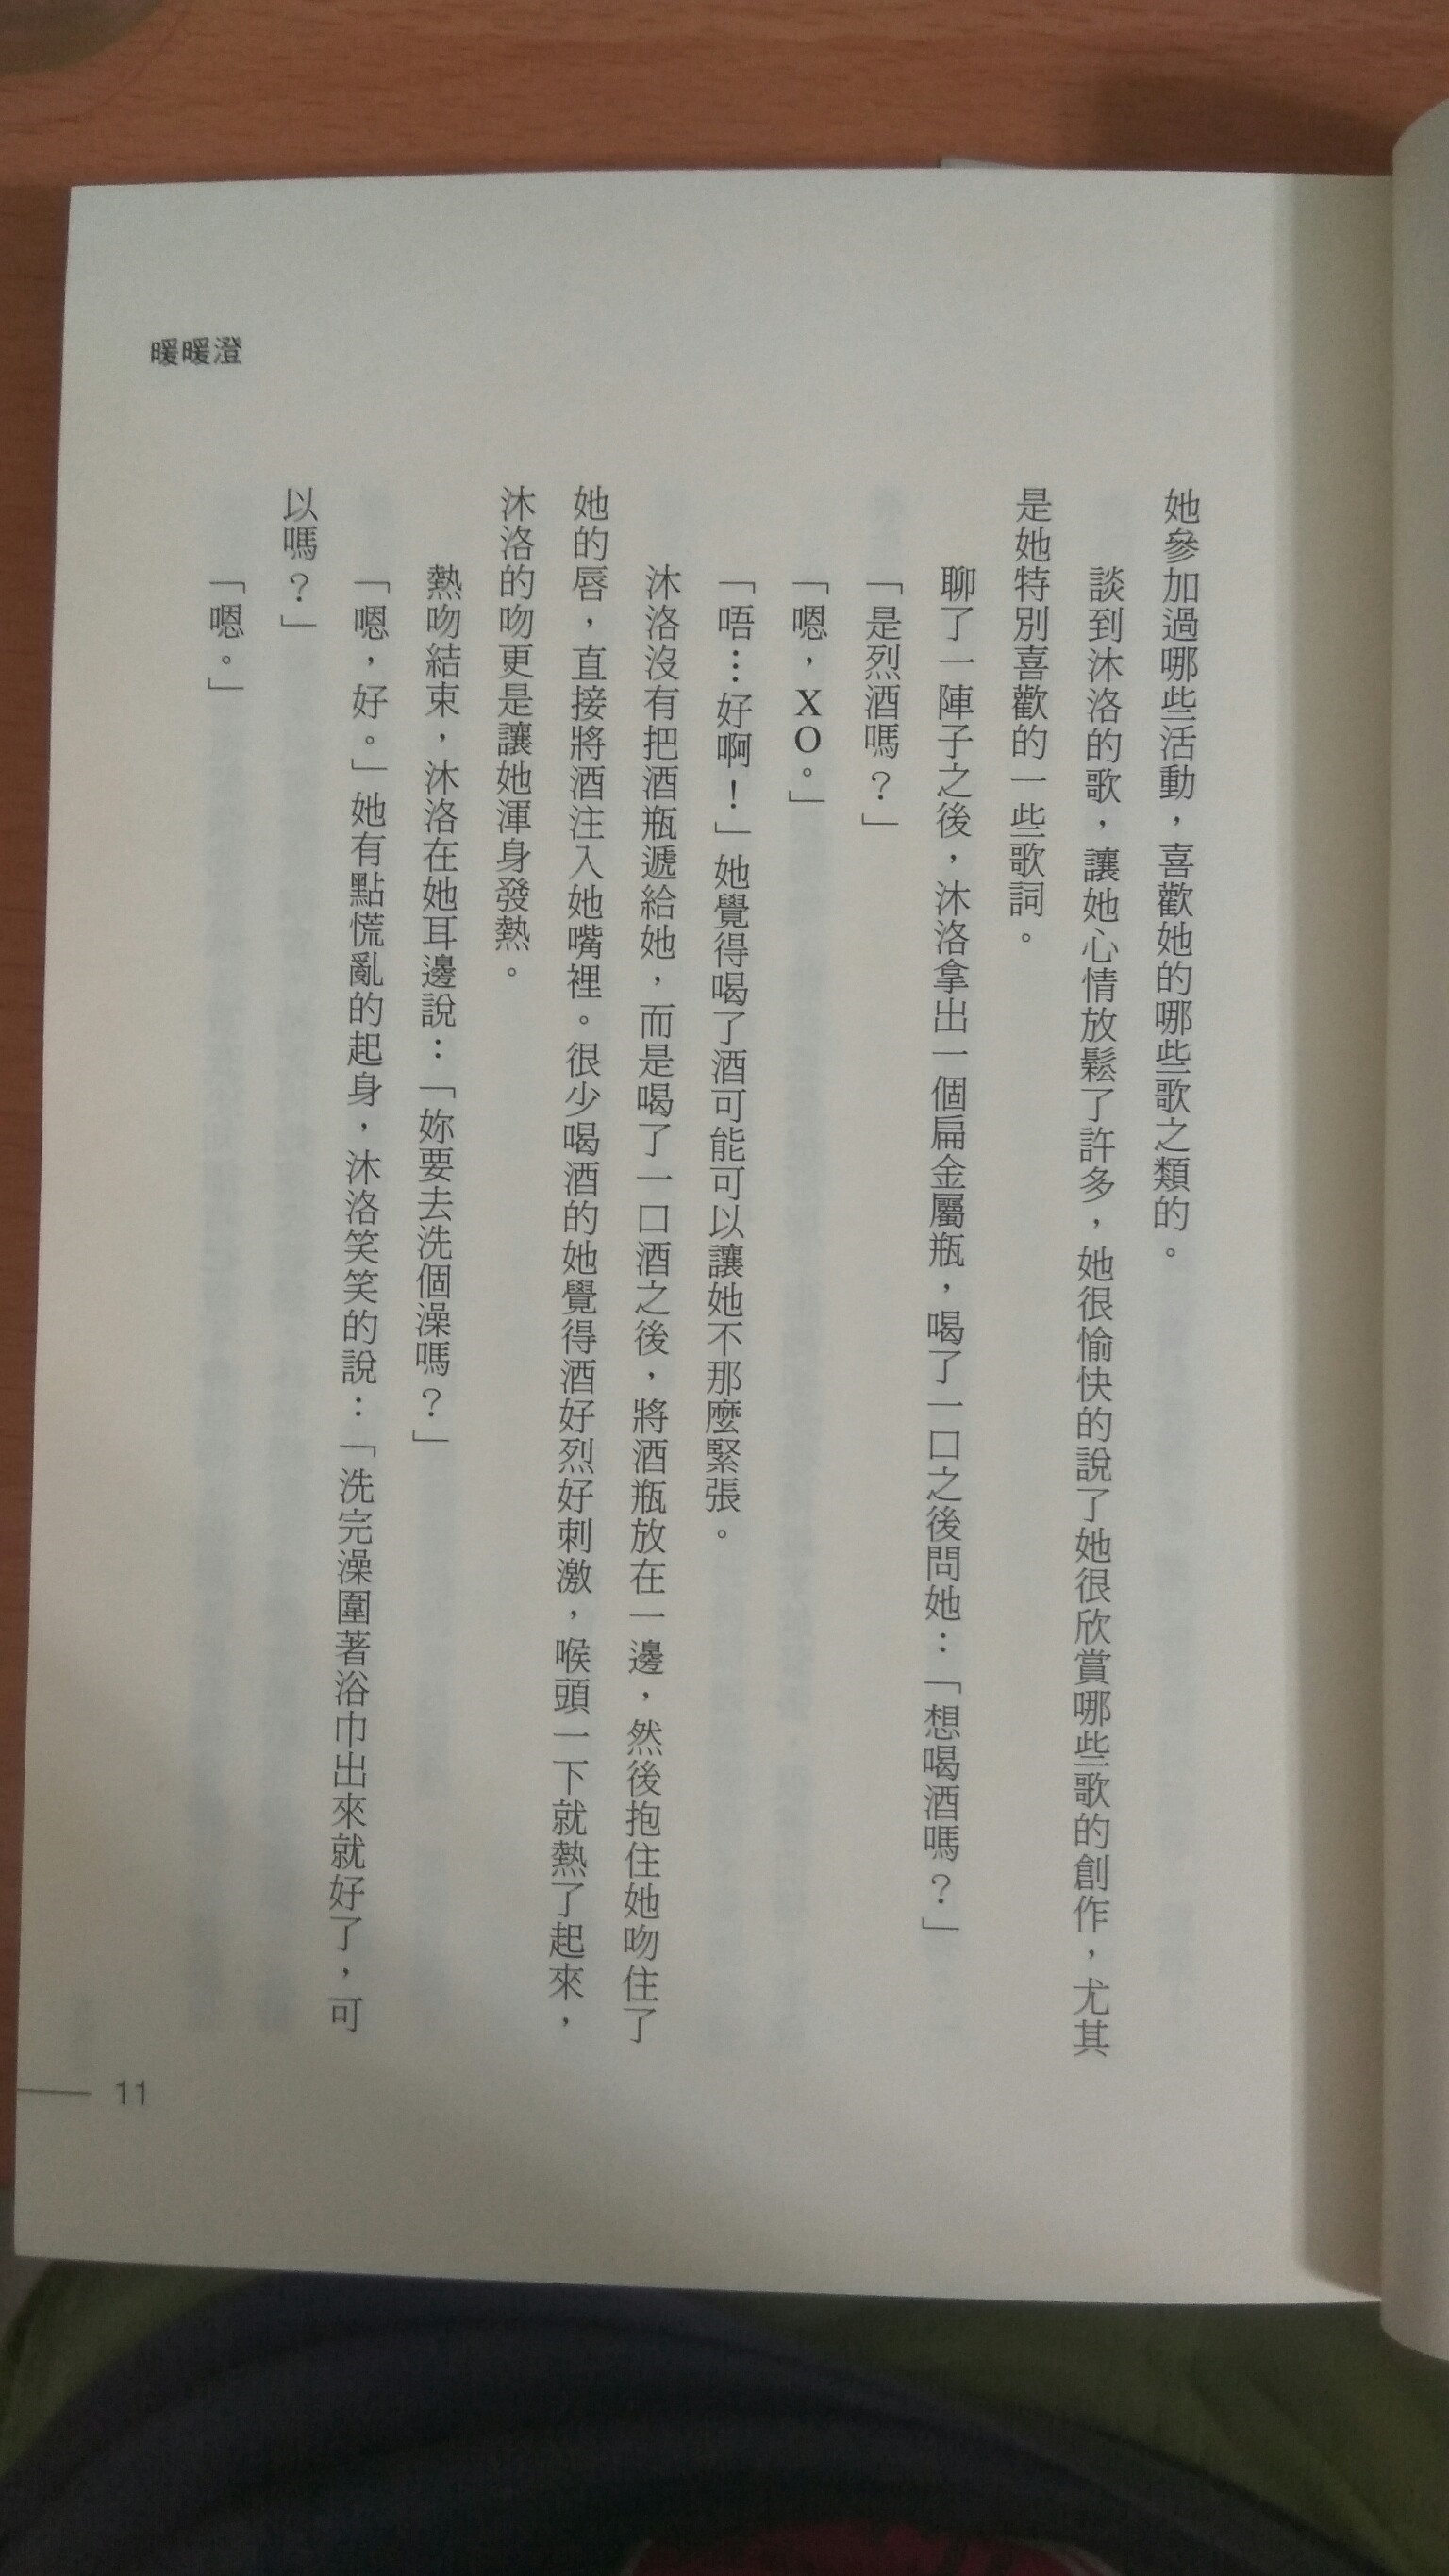 暖暖澄
她參加過哪些活動，喜歡她的哪些歌之類的。
談到沐洛的歌，讓她心情放鬆了許多，她很愉快的說了她很欣賞哪些歌的創作，尤其
是她特別喜歡的一些歌詞。
聊了一陣子之後，沐洛拿出一個扁金屬瓶，喝了一口之後問她：「想喝酒嗎？」
「是烈酒嗎？」
「嗯，XO。」
「唔…好啊！」她覺得喝了酒可能可以讓她不那麼緊張。
沐洛沒有把酒瓶遞給她，而是喝了一口酒之後，將酒瓶放在一邊，然後抱住她吻住了
她的唇，直接將酒注入她嘴裡。很少喝酒的她覺得酒好烈好刺激，喉頭一下就熱了起來，
沐洛的吻更是讓她渾身發熱。
熱吻結束，沐洛在她耳邊說：「妳要去洗個澡嗎？」
「嗯，好。」她有點慌亂的起身，沐洛笑笑的說：「洗完澡圍著浴巾出來就好了，可
以嗎？」
「嗯。」
11